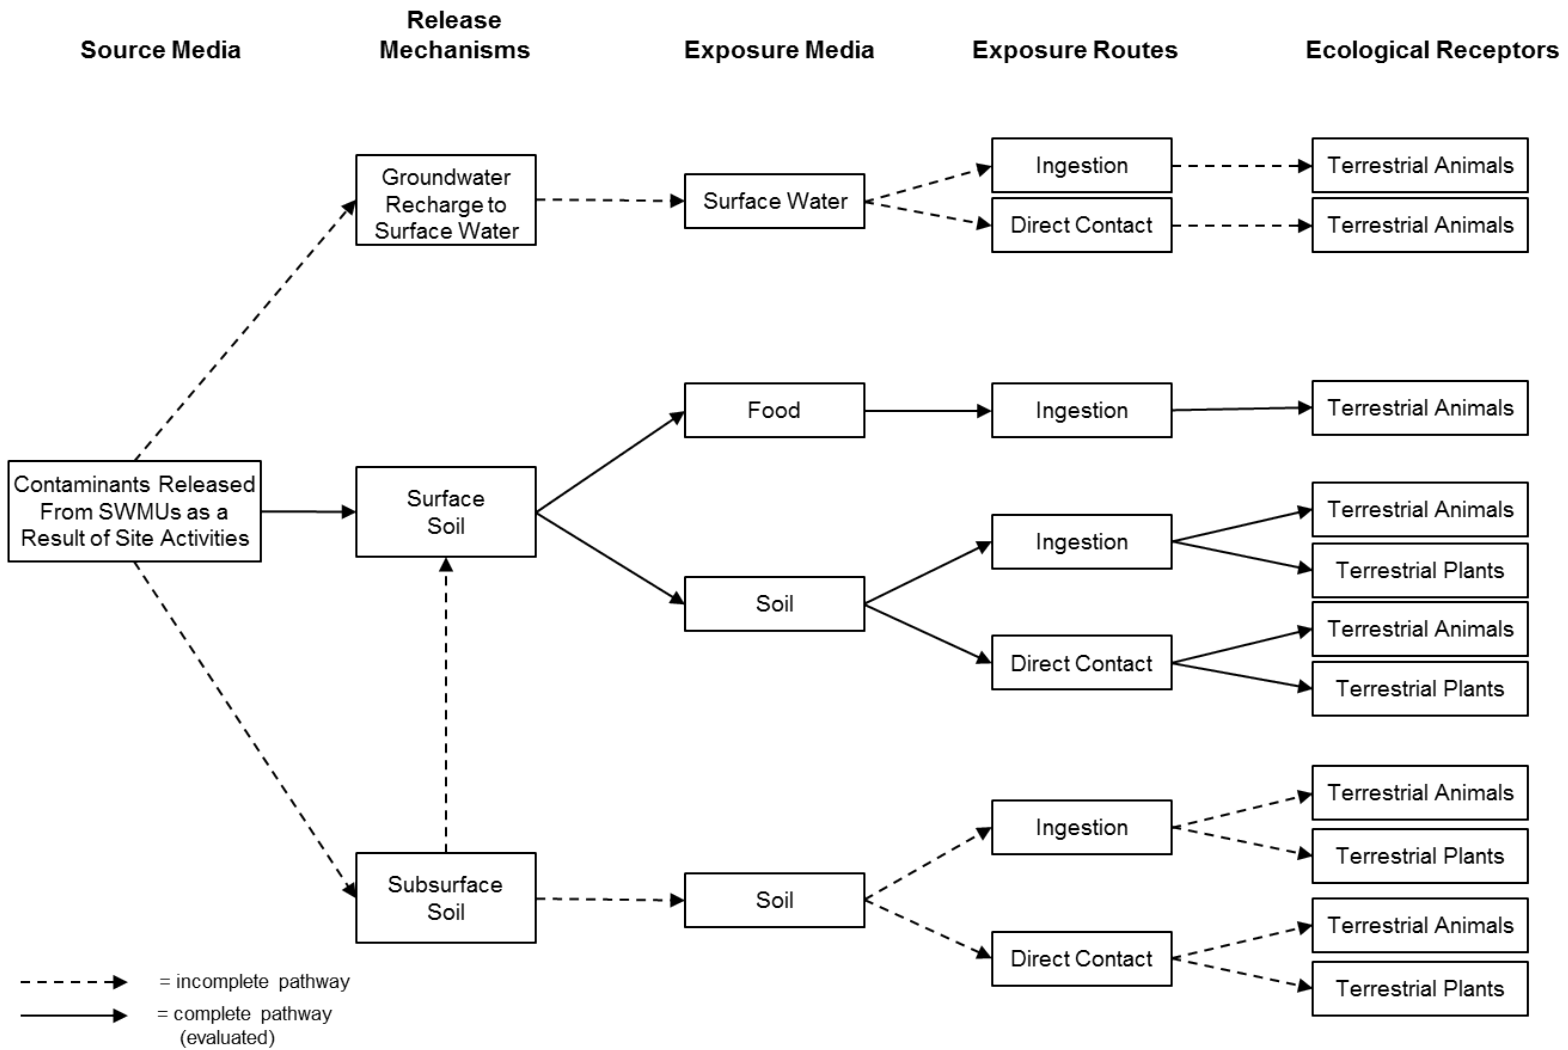 Release
Source Media Mechanisms Exposure Media Exposure Routes Ecological Receptors
Groundwater
Recharge to
Surface Water
Surface Water
Ingestion
Terrestrial Animals
Direct Contact
Terrestrial Animals
Contaminants Released
From SWMUs as a
Result of Site Activities
Surface
Soil
Food
Ingestion
Terrestrial Animals
Soil
Ingestion
Terrestrial Animals
Terrestrial Plants
Direct Contact
Terrestrial Animals
Terrestrial Plants
Subsurface
Soil
Soil
Ingestion
Terrestrial Animals
Terrestrial Plants
Direct Contact
Terrestrial Animals
Terrestrial Plants
= incomplete pathway
= complete pathway
(evaluated)